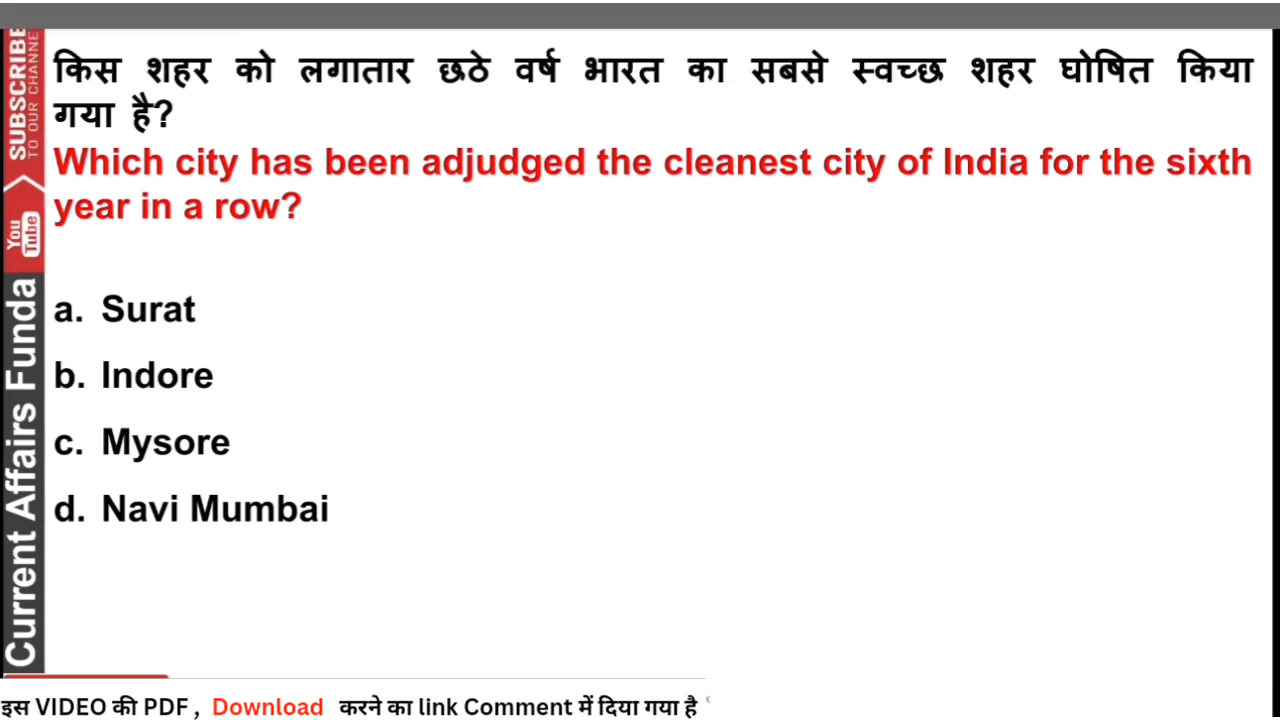 किस शहर को लगातार छठे वर्ष भारत का सबसे स्वच्छ शहर घोषित किया
गया है?
Which city has been adjudged the cleanest city of India for the sixth
year in a row?
a. Surat
b. Indore
c. Mysore
d. Navi Mumbai
SUBSCRIBE
TO OUR CHANNE
You
Tube
Current Affairs Funda
इस VIDEO की PDF , Download करने का link Comment में दिया गया है